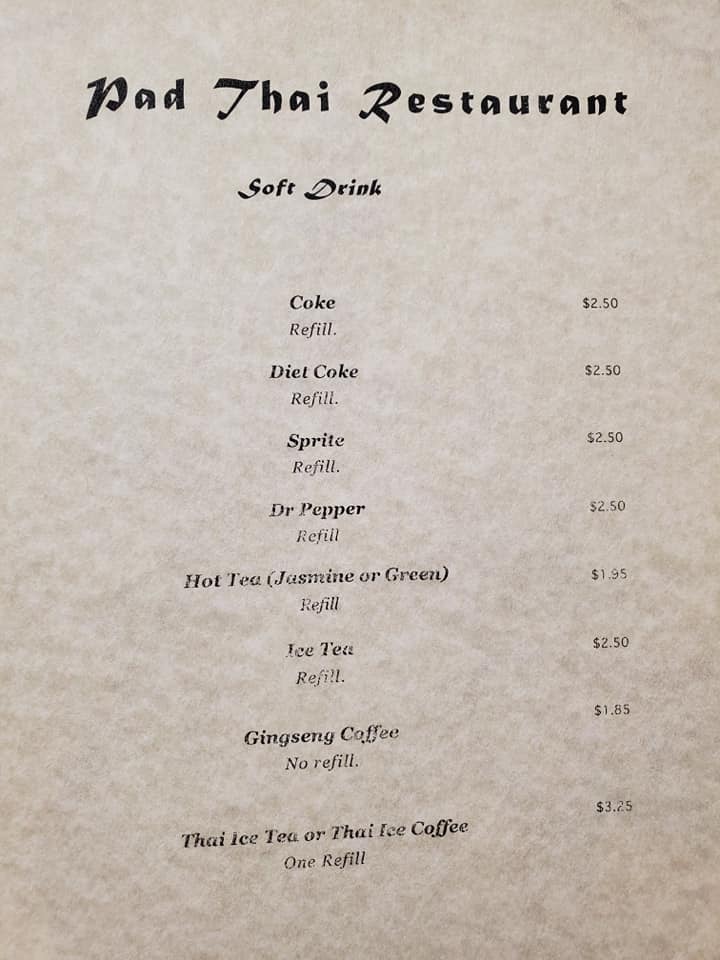 Pad Thai Restaurant
Soft Drink
Coke $2.50
Refill.
Diet Coke $2.50
Refill.
Sprite $2.50
Refill.
Dr Pepper $2.50
Refill
Hot Tea (Jasmine or Green) $1.95
Refill
Ice Tea $2.50
Refill.
Gingseng Coffee $1.85
No refill.
Thai Ice Tea or Thai Ice Coffee $3.25
One Refill